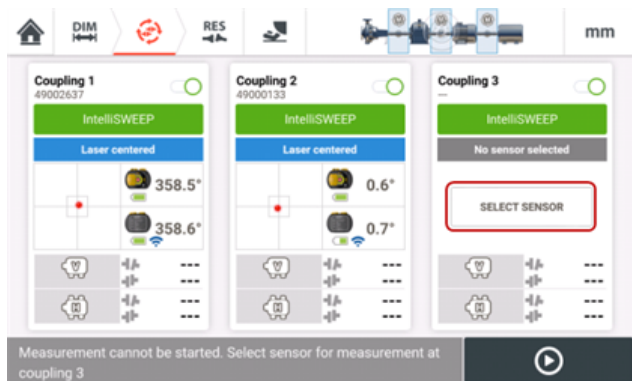 DIM
RES
mm
Coupling 1
49002637
IntelliSWEEP
Laser centered
358.5°
358.6°
V
---
---
H
---
---
Coupling 2
49000133
IntelliSWEEP
Laser centered
0.6°
0.7°
V
---
---
H
---
---
Coupling 3
---
IntelliSWEEP
No sensor selected
SELECT SENSOR
V
---
---
H
---
---
Measurement cannot be started. Select sensor for measurement at
coupling 3